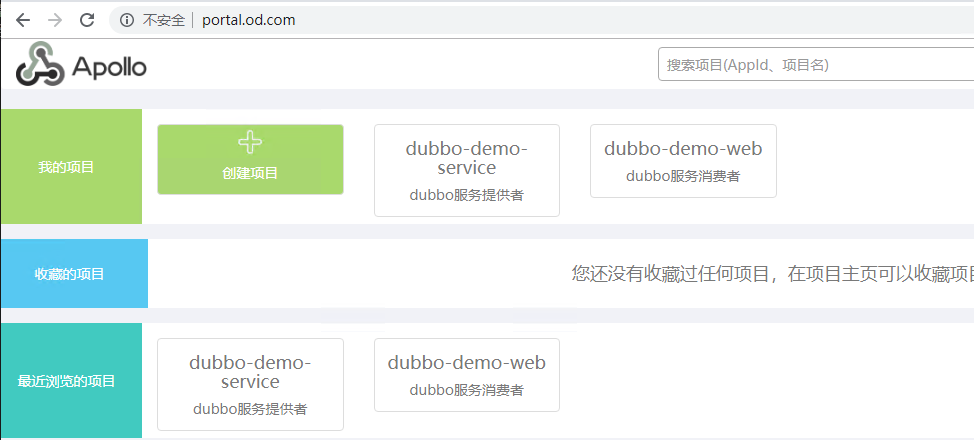 不安全 portal.od.com
Apollo
搜索项目(AppId、项目名)
我的项目
创建项目
dubbo-demo-
service
dubbo服务提供者
dubbo-demo-web
dubbo服务消费者
收藏的项目
您还没有收藏过任何项目，在项目主页可以收藏项目
最近浏览的项目
dubbo-demo-
service
dubbo服务提供者
dubbo-demo-web
dubbo服务消费者